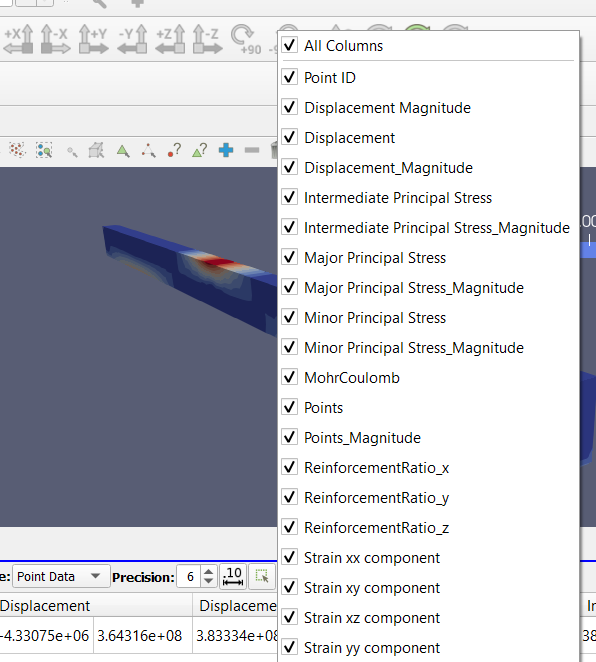 +X -X +Y -Y +Z -Z +90 -9
All Columns
Point ID
Displacement Magnitude
Displacement
Displacement_Magnitude
Intermediate Principal Stress
Intermediate Principal Stress_Magnitude
.00
Major Principal Stress
Major Principal Stress_Magnitude
Minor Principal Stress
Minor Principal Stress_Magnitude
MohrCoulomb
Points
Points_Magnitude
ReinforcementRatio_x
ReinforcementRatio_y
ReinforcementRatio_z
Strain xx component
e: Point Data Precision: 6 .10
Strain xy component
Displacement Displaceme
Strain xz component
-4.33075e+06 3.64316e+08 3.83334e+08
Strain yy component
38